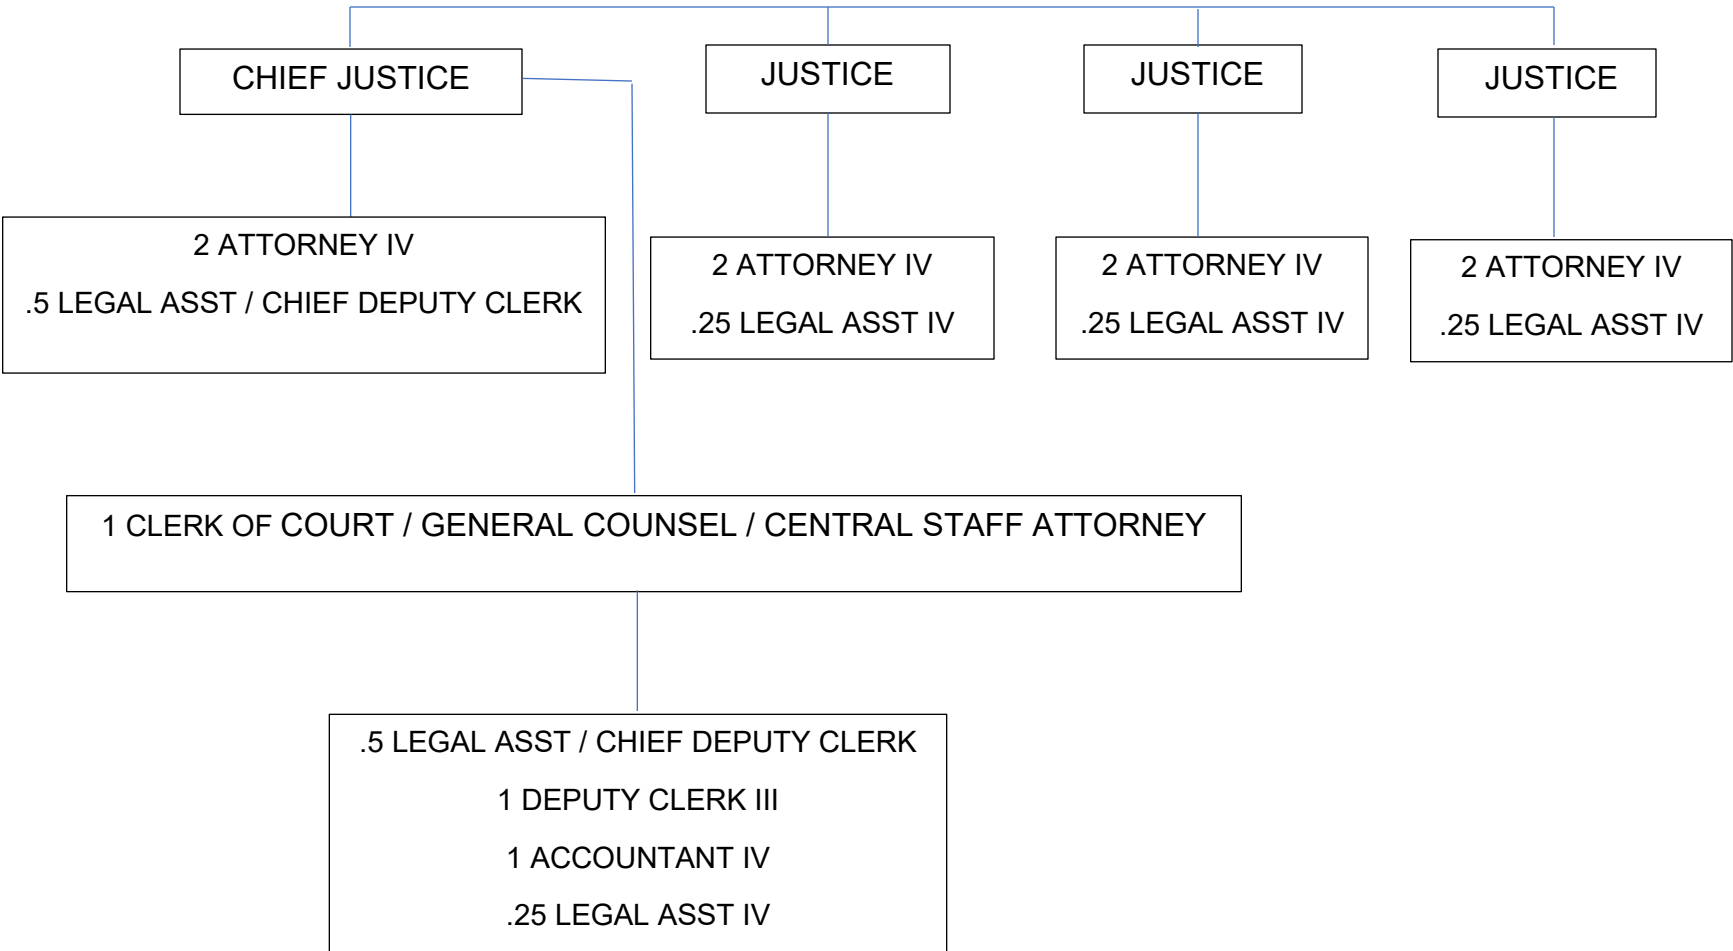 CHIEF JUSTICE
JUSTICE
JUSTICE
JUSTICE
2 ATTORNEY IV
.5 LEGAL ASST / CHIEF DEPUTY CLERK
2 ATTORNEY IV
.25 LEGAL ASST IV
2 ATTORNEY IV
.25 LEGAL ASST IV
2 ATTORNEY IV
.25 LEGAL ASST IV
1 CLERK OF COURT / GENERAL COUNSEL / CENTRAL STAFF ATTORNEY
.5 LEGAL ASST / CHIEF DEPUTY CLERK
1 DEPUTY CLERK III
1 ACCOUNTANT IV
.25 LEGAL ASST IV